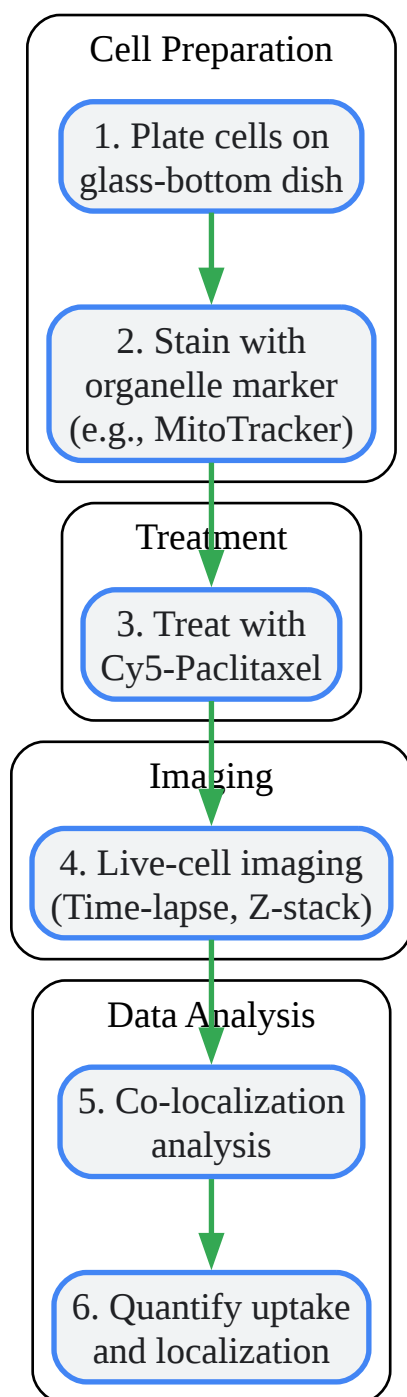 Cell Preparation
1. Plate cells on
glass-bottom dish
2. Stain with
organelle marker
(e.g., MitoTracker)
Treatment
3. Treat with
Cy5-Paclitaxel
Imaging
4. Live-cell imaging
(Time-lapse, Z-stack)
Data Analysis
5. Co-localization
analysis
6. Quantify uptake
and localization